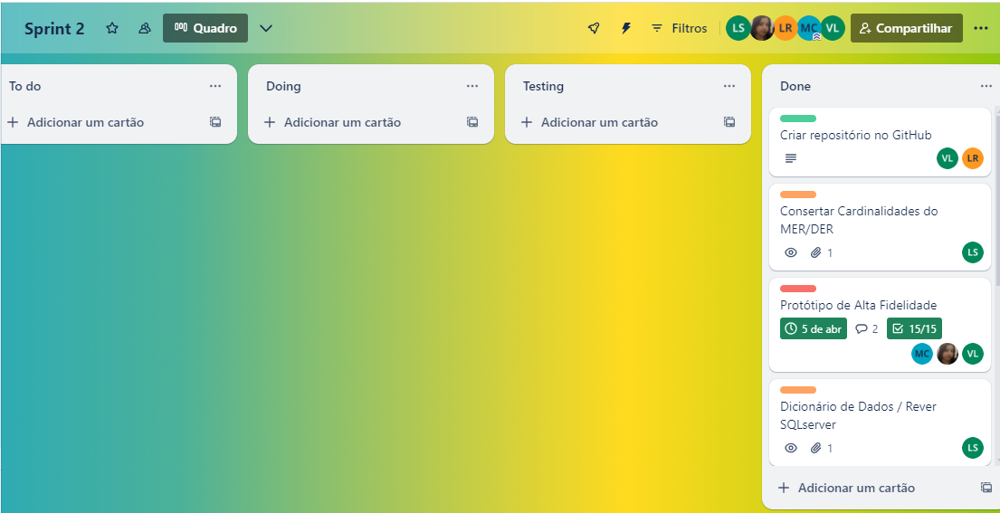 Sprint 2
Quadro
Filtros
LS
LR
MC
VL
Compartilhar
To do
Adicionar um cartão
Doing
Adicionar um cartão
Testing
Adicionar um cartão
Done
Criar repositório no GitHub
VL
LR
Consertar Cardinalidades do
MER/DER
1
LS
Protótipo de Alta Fidelidade
5 de abr
2
15/15
MC
VL
Dicionário de Dados / Rever
SQLserver
1
LS
Adicionar um cartão